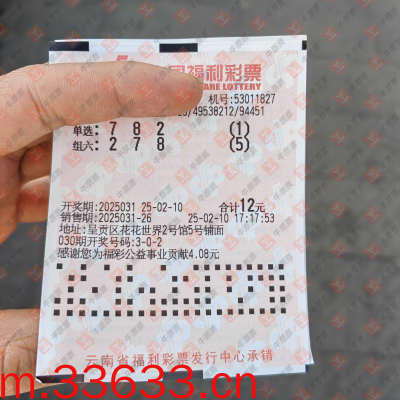 国福利彩票
ARE LOTTERY
机号:53011827
/49538212/94451
单选: 7 8 2 (1)
组六: 2 7 8 (5)
开奖期:2025031 25-02-10 合计12元
销售期:2025031-26 25-02-10 17:17:53
地址:呈贡区花花世界2号馆5号铺面
030期开奖号码:3-0-2
感谢您为福彩公益事业贡献4.08元
云南省福利彩票发行中心承销
m.33633.cn